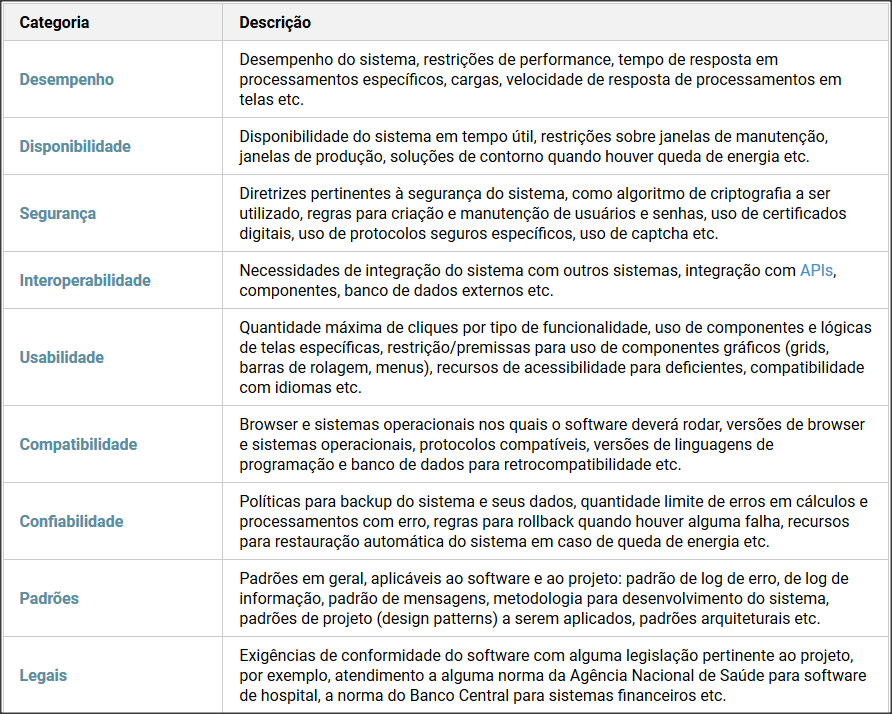 Categoria
Descrição
Desempenho
Desempenho do sistema, restrições de performance, tempo de resposta em
processamentos específicos, cargas, velocidade de resposta de processamentos em
telas etc.
Disponibilidade
Disponibilidade do sistema em tempo útil, restrições sobre janelas de manutenção,
janelas de produção, soluções de contorno quando houver queda de energia etc.
Segurança
Diretrizes pertinentes à segurança do sistema, como algoritmo de criptografia a ser
utilizado, regras para criação e manutenção de usuários e senhas, uso de certificados
digitais, uso de protocolos seguros específicos, uso de captcha etc.
Interoperabilidade
Necessidades de integração do sistema com outros sistemas, integração com APIs,
componentes, banco de dados externos etc.
Usabilidade
Quantidade máxima de cliques por tipo de funcionalidade, uso de componentes e lógicas
de telas específicas, restrição/premissas para uso de componentes gráficos (grids,
barras de rolagem, menus), recursos de acessibilidade para deficientes, compatibilidade
com idiomas etc.
Compatibilidade
Browser e sistemas operacionais nos quais o software deverá rodar, versões de browser
e sistemas operacionais, protocolos compatíveis, versões de linguagens de
programação e banco de dados para retrocompatibilidade etc.
Confiabilidade
Políticas para backup do sistema e seus dados, quantidade limite de erros em cálculos e
processamentos com erro, regras para rollback quando houver alguma falha, recursos
para restauração automática do sistema em caso de queda de energia etc.
Padrões
Padrões em geral, aplicáveis ao software e ao projeto: padrão de log de erro, de log de
informação, padrão de mensagens, metodologia para desenvolvimento do sistema,
padrões de projeto (design patterns) a serem aplicados, padrões arquiteturais etc.
Legais
Exigências de conformidade do software com alguma legislação pertinente ao projeto,
por exemplo, atendimento a alguma norma da Agência Nacional de Saúde para software
de hospital, a norma do Banco Central para sistemas financeiros etc.